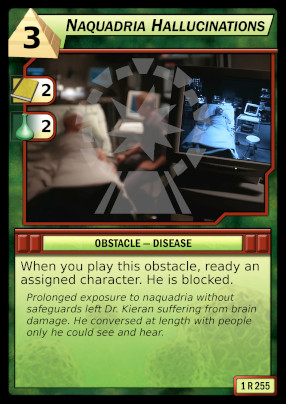 3
NAQUADRIA HALLUCINATIONS
2
2
OBSTACLE – DISEASE
When you play this obstacle, ready an
assigned character. He is blocked.
Prolonged exposure to naquadria without
safeguards left Dr. Kieran suffering from brain
damage. He conversed at length with people
only he could see and hear.
1 R 255